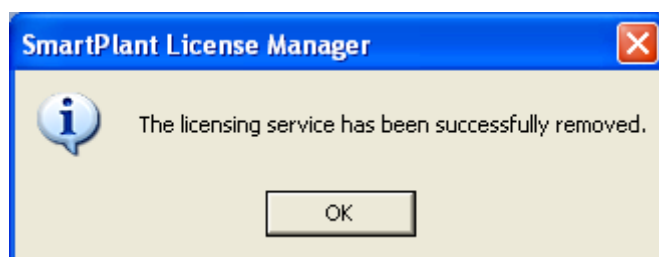 SmartPlant License Manager
The licensing service has been successfully removed.
OK